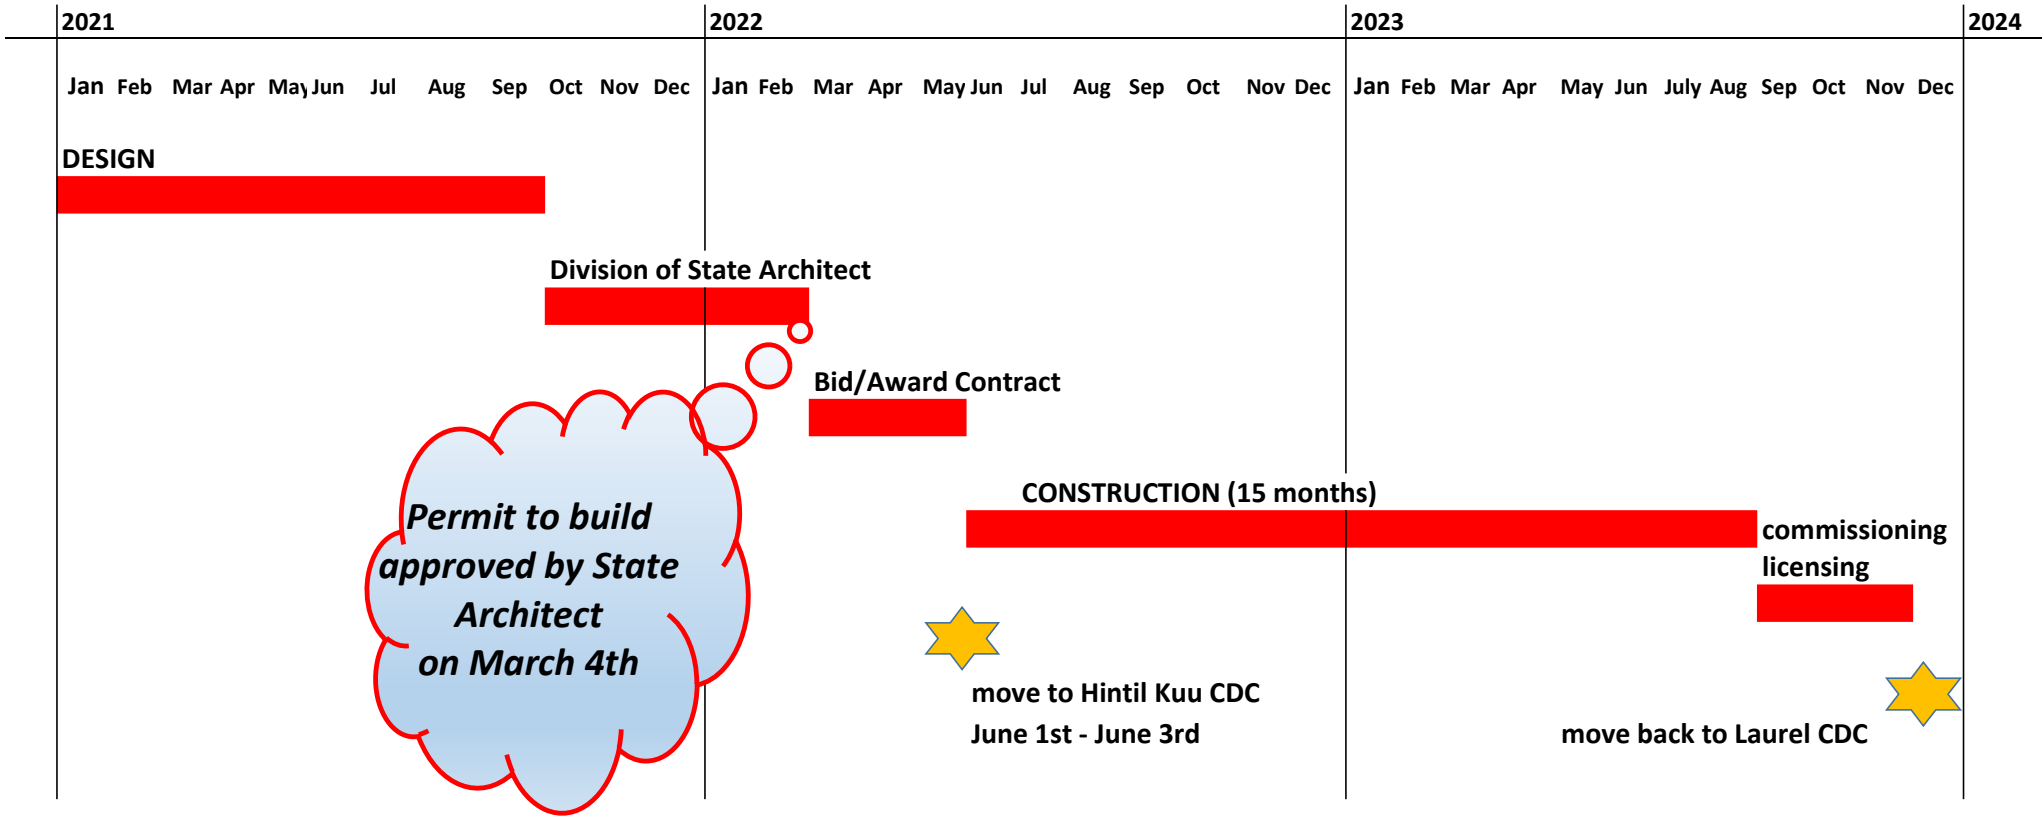 2021 2022 2023 2024
Jan Feb Mar Apr May Jun Jul Aug Sep Oct Nov Dec Jan Feb Mar Apr May Jun Jul Aug Sep Oct Nov Dec Jan Feb Mar Apr May Jun July Aug Sep Oct Nov Dec
DESIGN
Division of State Architect
Bid/Award Contract
CONSTRUCTION (15 months)
commissioning
licensing
Permit to build
approved by State
Architect
on March 4th
move to Hintil Kuu CDC
June 1st - June 3rd
move back to Laurel CDC